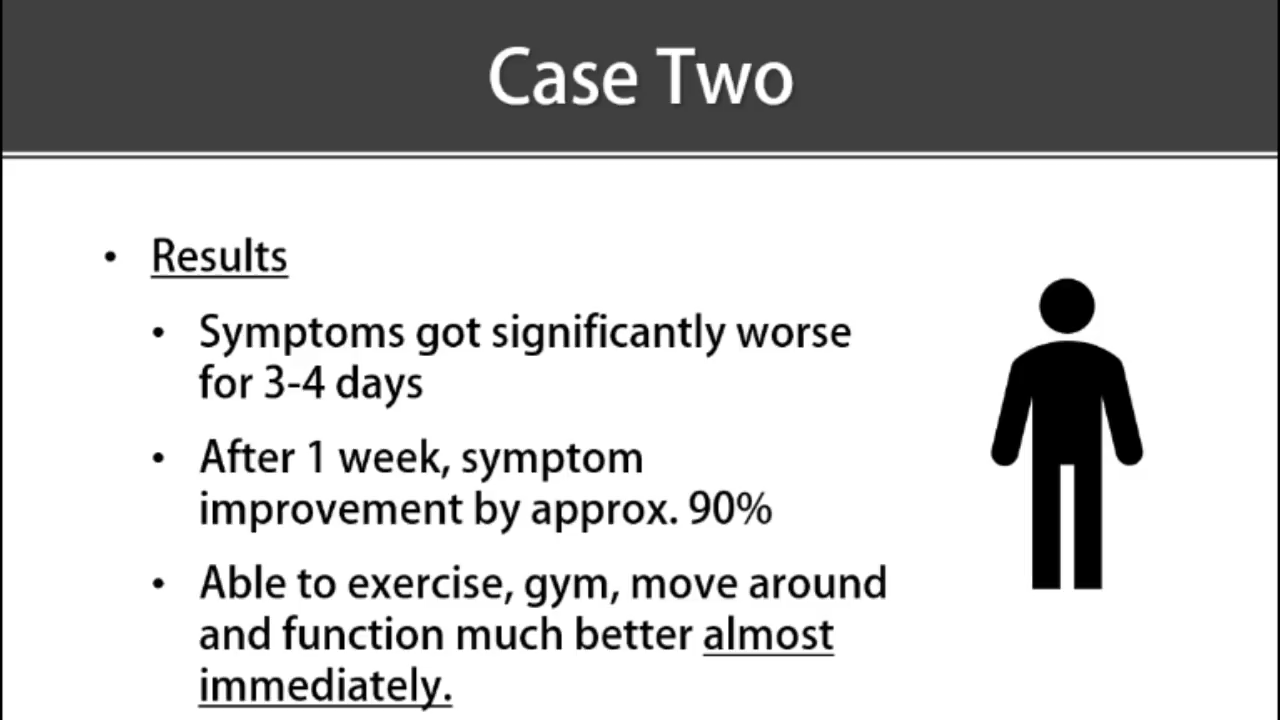 Case Two
• Results
• Symptoms got significantly worse
for 3-4 days
• After 1 week, symptom
improvement by approx. 90%
• Able to exercise, gym, move around
and function much better almost
immediately.